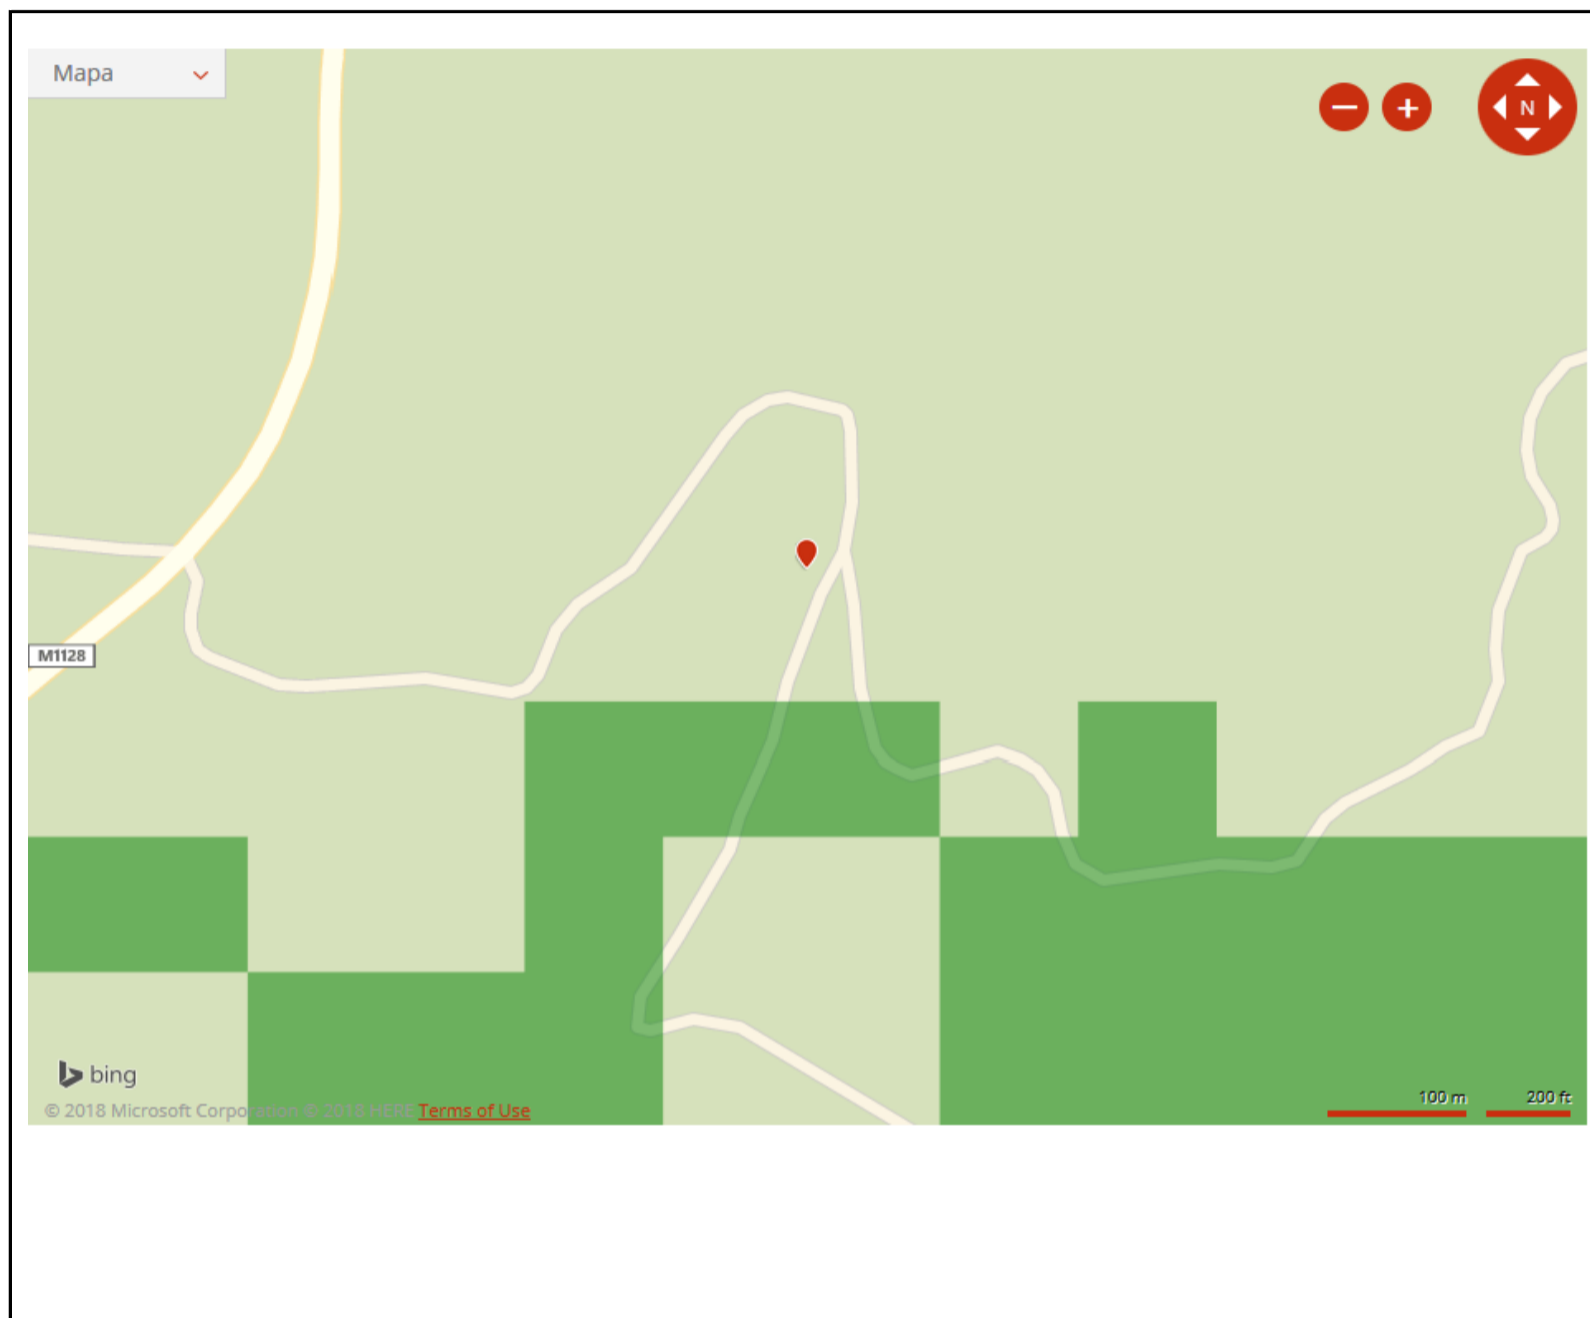 Mapa
N
M1128
bing
© 2018 Microsoft Corporation © 2018 HERE Terms of Use
100 m 200 ft